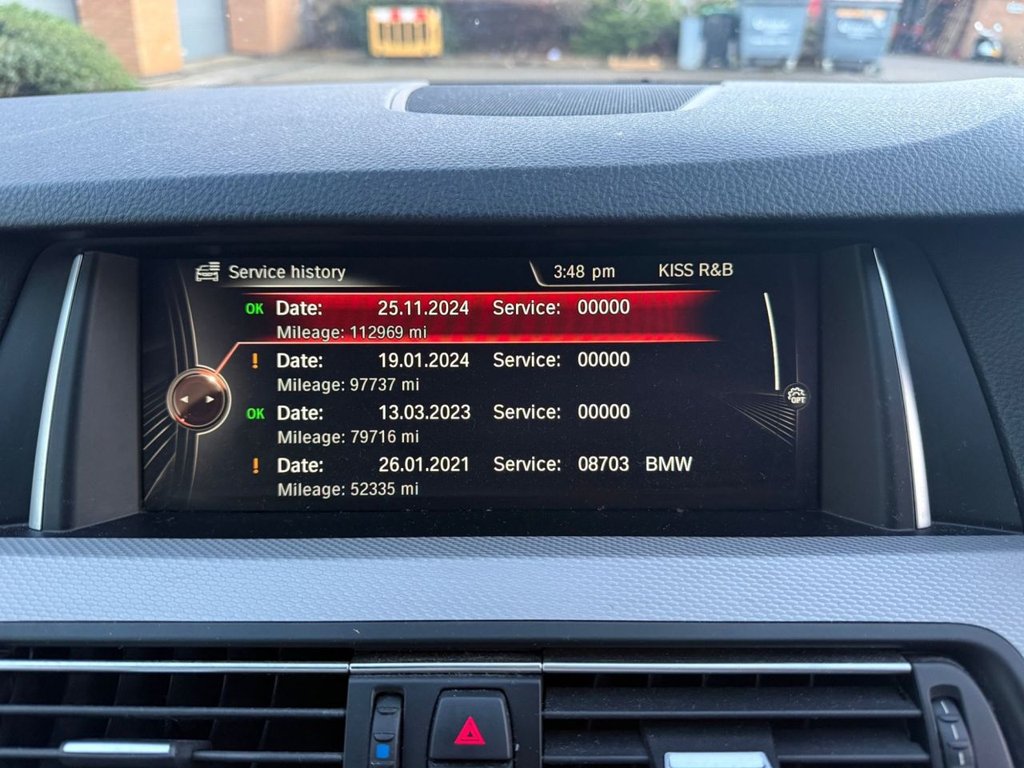 Service history 3:48 pm KISS R&B
OK Date: 25.11.2024 Service: 00000
Mileage: 112969 mi
! Date: 19.01.2024 Service: 00000
Mileage: 97737 mi
OPT
OK Date: 13.03.2023 Service: 00000
Mileage: 79716 mi
! Date: 26.01.2021 Service: 08703 BMW
Mileage: 52335 mi